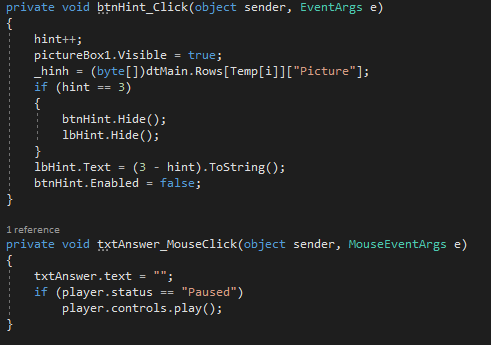 private void btnHint_Click(object sender, EventArgs e)
{
hint++;
pictureBox1.Visible = true;
_hinh = (byte[])dtMain.Rows[Temp[i]]["Picture"];
if (hint == 3)
{
btnHint.Hide();
lbHint.Hide();
}
lbHint.Text = (3 - hint).ToString();
btnHint.Enabled = false;
}
1 reference
private void txtAnswer_MouseClick(object sender, MouseEventArgs e)
{
txtAnswer.text = "";
if (player.status == "Paused")
player.controls.play();
}